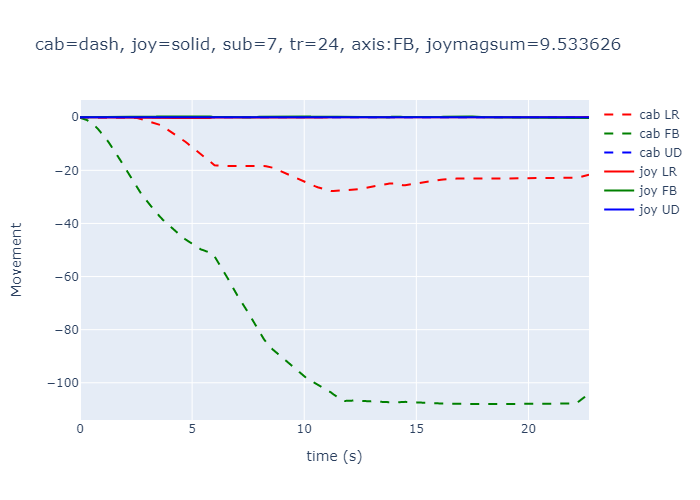 cab=dash, joy=solid, sub=7, tr=24, axis:FB, joymagsum=9.533626
Movement
0
−20
−40
−60
−80
−100
0
5
10
15
20
time (s)
cab LR
cab FB
cab UD
joy LR
joy FB
joy UD